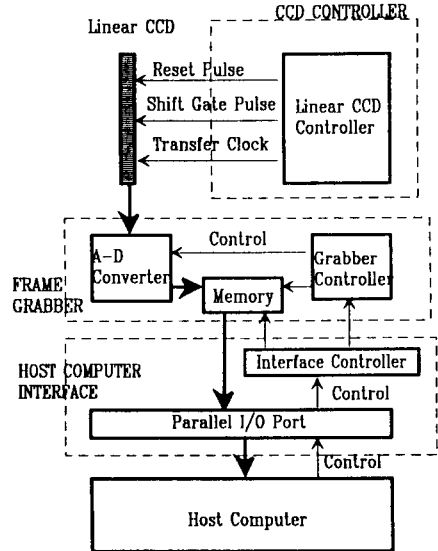 CCD CONTROLLER
Linear CCD
Reset Pulse
Shift Gate Pulse
Transfer Clock
Linear CCD
Controller
A-D
Converter
Control
Grabber
Controller
FRAME
GRABBER
Memory
HOST COMPUTER
INTERFACE
Interface Controller
Control
Parallel I/O Port
Control
Host Computer